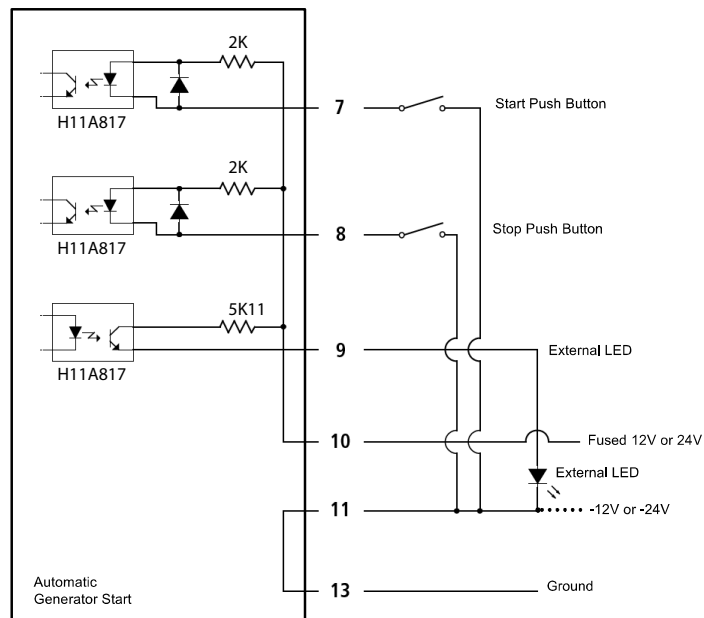 2K
H11A817
7
Start Push Button
2K
H11A817
8
Stop Push Button
5K11
H11A817
9
External LED
10
Fused 12V or 24V
External LED
11
-12V or -24V
Automatic
Generator Start
13
Ground